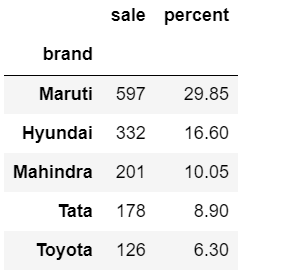 sale percent
brand
Maruti 597 29.85
Hyundai 332 16.60
Mahindra 201 10.05
Tata 178 8.90
Toyota 126 6.30